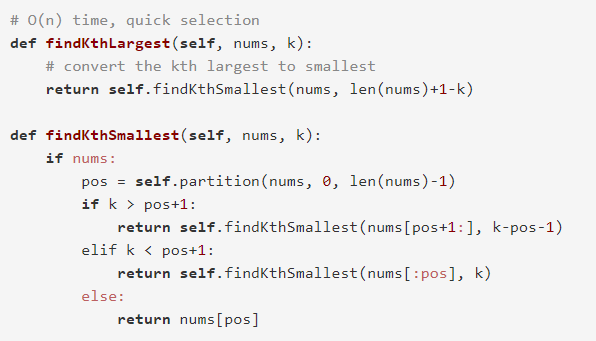 # O(n) time, quick selection
def findKthLargest(self, nums, k):
    # convert the kth largest to smallest
    return self.findKthSmallest(nums, len(nums)+1-k)

def findKthSmallest(self, nums, k):
    if nums:
        pos = self.partition(nums, 0, len(nums)-1)
        if k > pos+1:
            return self.findKthSmallest(nums[pos+1:], k-pos-1)
        elif k < pos+1:
            return self.findKthSmallest(nums[:pos], k)
        else:
            return nums[pos]